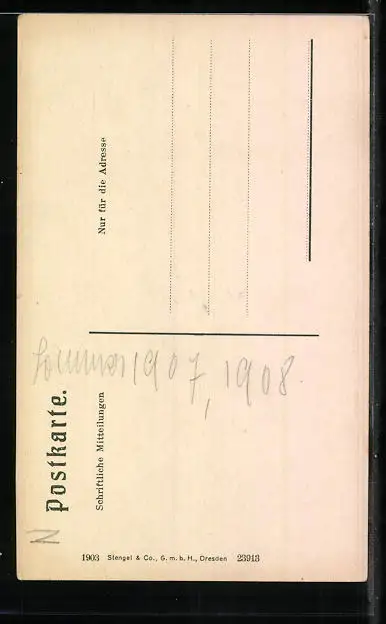 Postkarte.
Schriftliche Mitteilungen
Nur für die Adresse
Sommer 1907, 1908.
N
1903 Stengel & Co., G. m. b. H., Dresden 23913